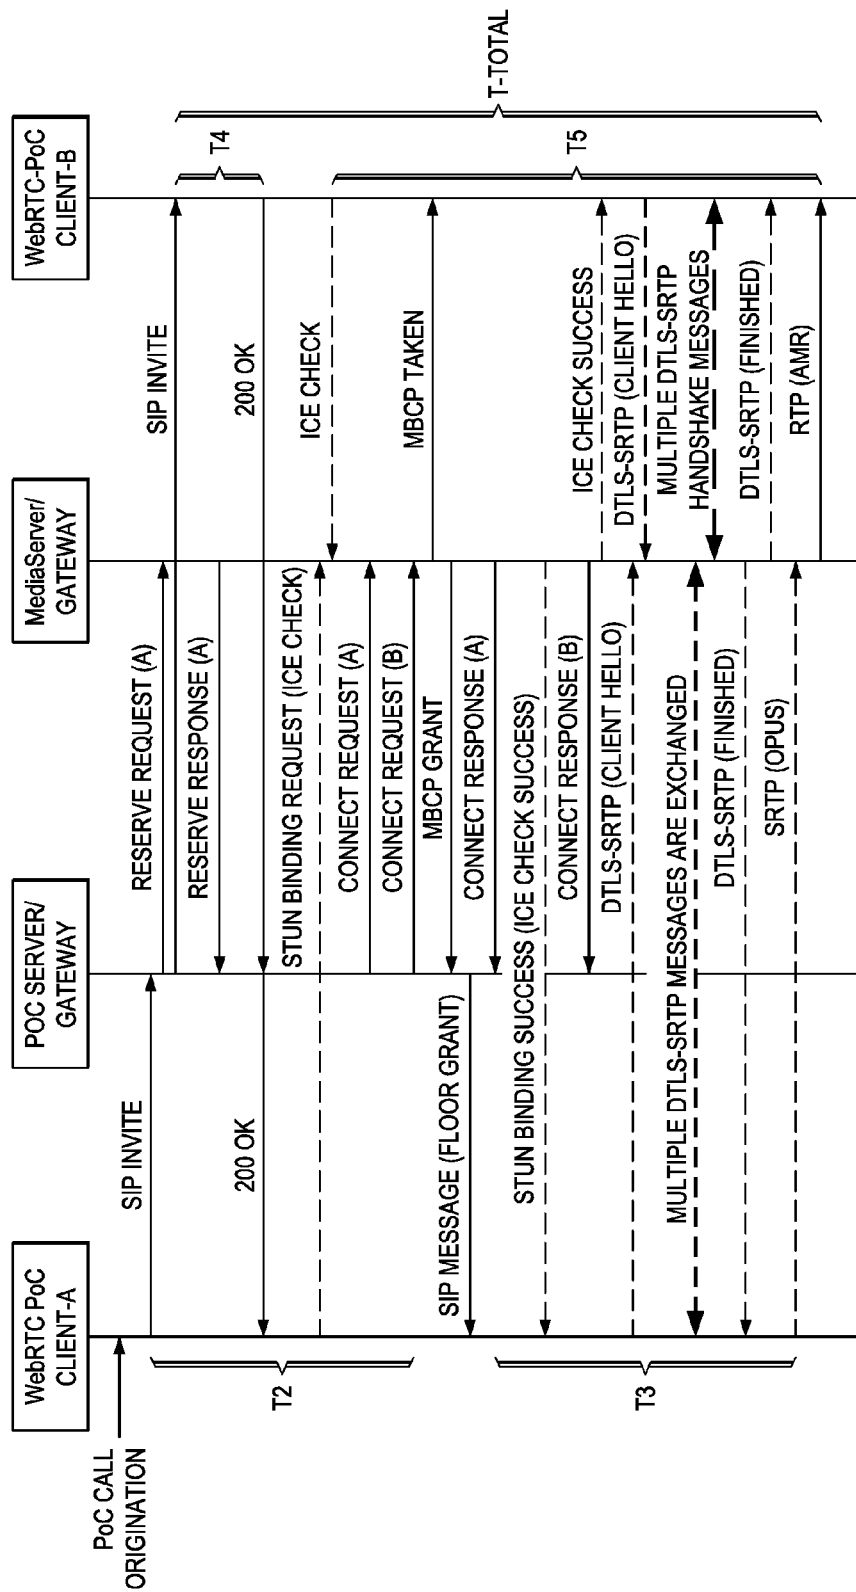 WebRTC PoC
CLIENT-A
POC SERVER/
GATEWAY
MediaServer/
GATEWAY
WebRTC-PoC
CLIENT-B
PoC CALL
ORIGINATION
SIP INVITE
RESERVE REQUEST (A)
SIP INVITE
RESERVE RESPONSE (A)
200 OK
200 OK
STUN BINDING REQUEST (ICE CHECK)
ICE CHECK
CONNECT REQUEST (A)
CONNECT REQUEST (B)
MBCP TAKEN
MBCP GRANT
SIP MESSAGE (FLOOR GRANT)
CONNECT RESPONSE (A)
STUN BINDING SUCCESS (ICE CHECK SUCCESS)
CONNECT RESPONSE (B)
ICE CHECK SUCCESS
DTLS-SRTP (CLIENT HELLO)
DTLS-SRTP (CLIENT HELLO)
MULTIPLE DTLS-SRTP MESSAGES ARE EXCHANGED
MULTIPLE DTLS-SRTP
HANDSHAKE MESSAGES
DTLS-SRTP (FINISHED)
DTLS-SRTP (FINISHED)
SRTP (OPUS)
RTP (AMR)
T2
T3
T4
T5
T-TOTAL